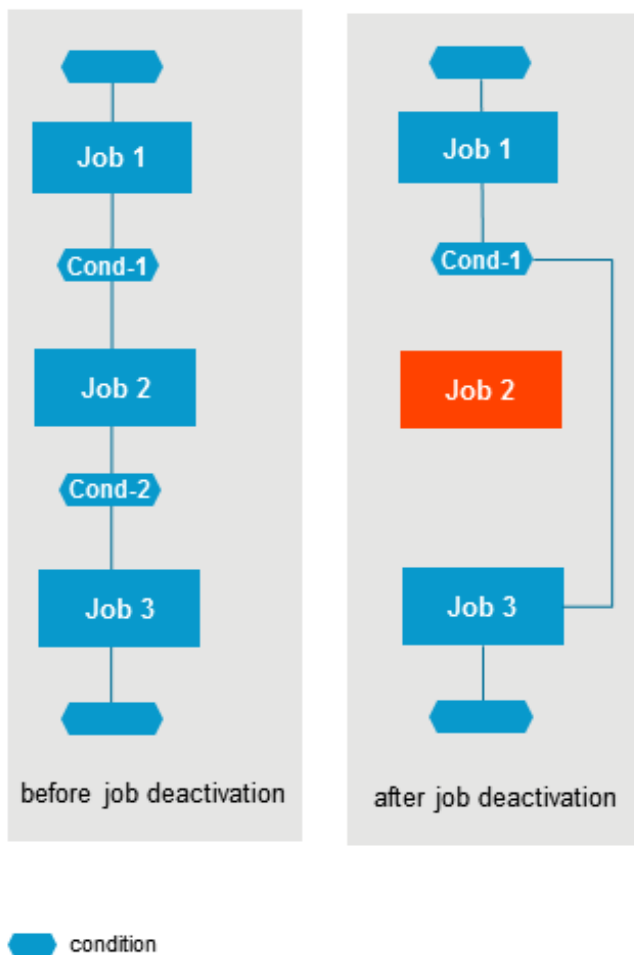 Job 1
Cond-1
Job 2
Cond-2
Job 3
before job deactivation
Job 1
Cond-1
Job 2
Job 3
after job deactivation
condition